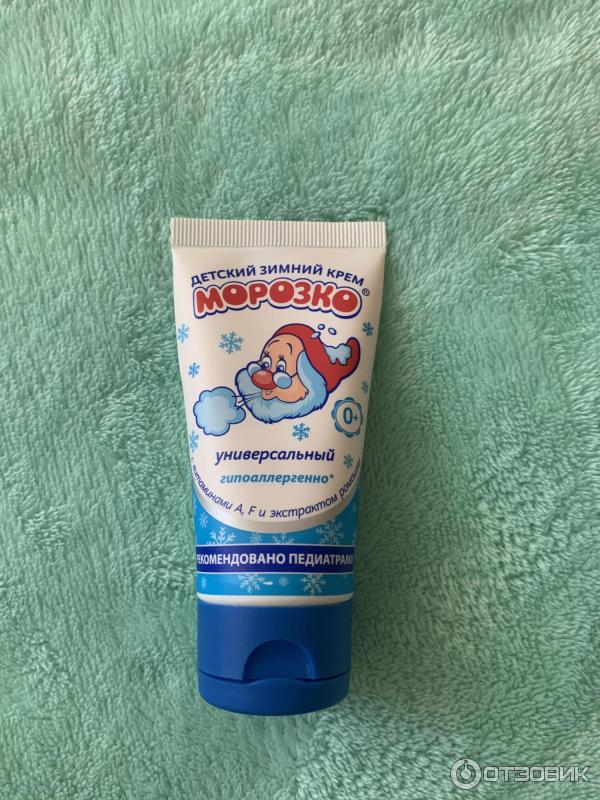 ДЕТСКИЙ ЗИМНИЙ КРЕМ
МОРОЗКО®
0+
универсальный
гипоаллергенно*
с витаминами A, F и экстрактом ромашки
РЕКОМЕНДОВАНО ПЕДИАТРАМИ
ОТЗОВИК